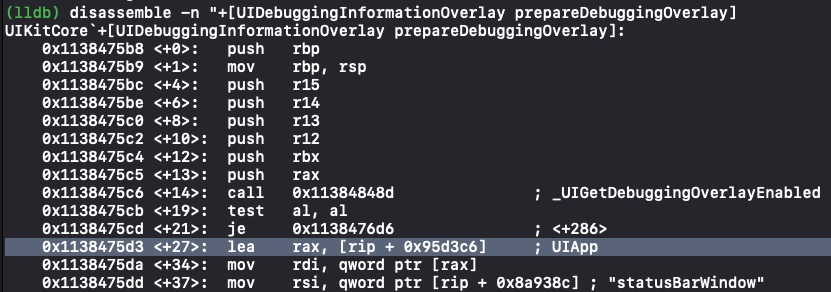 (lldb) disassemble -n "+[UIDebuggingInformationOverlay prepareDebuggingOverlay]
UIKitCore`+[UIDebuggingInformationOverlay prepareDebuggingOverlay]:
0x1138475b8 <+0>: push rbp
0x1138475b9 <+1>: mov rbp, rsp
0x1138475bc <+4>: push r15
0x1138475be <+6>: push r14
0x1138475c0 <+8>: push r13
0x1138475c2 <+10>: push r12
0x1138475c4 <+12>: push rbx
0x1138475c5 <+13>: push rax
0x1138475c6 <+14>: call 0x11384848d ; _UIGetDebuggingOverlayEnabled
0x1138475cb <+19>: test al, al
0x1138475cd <+21>: je 0x1138476d6 ; <+286>
0x1138475d3 <+27>: lea rax, [rip + 0x95d3c6] ; UIApp
0x1138475da <+34>: mov rdi, qword ptr [rax]
0x1138475dd <+37>: mov rsi, qword ptr [rip + 0x8a938c] ; "statusBarWindow"